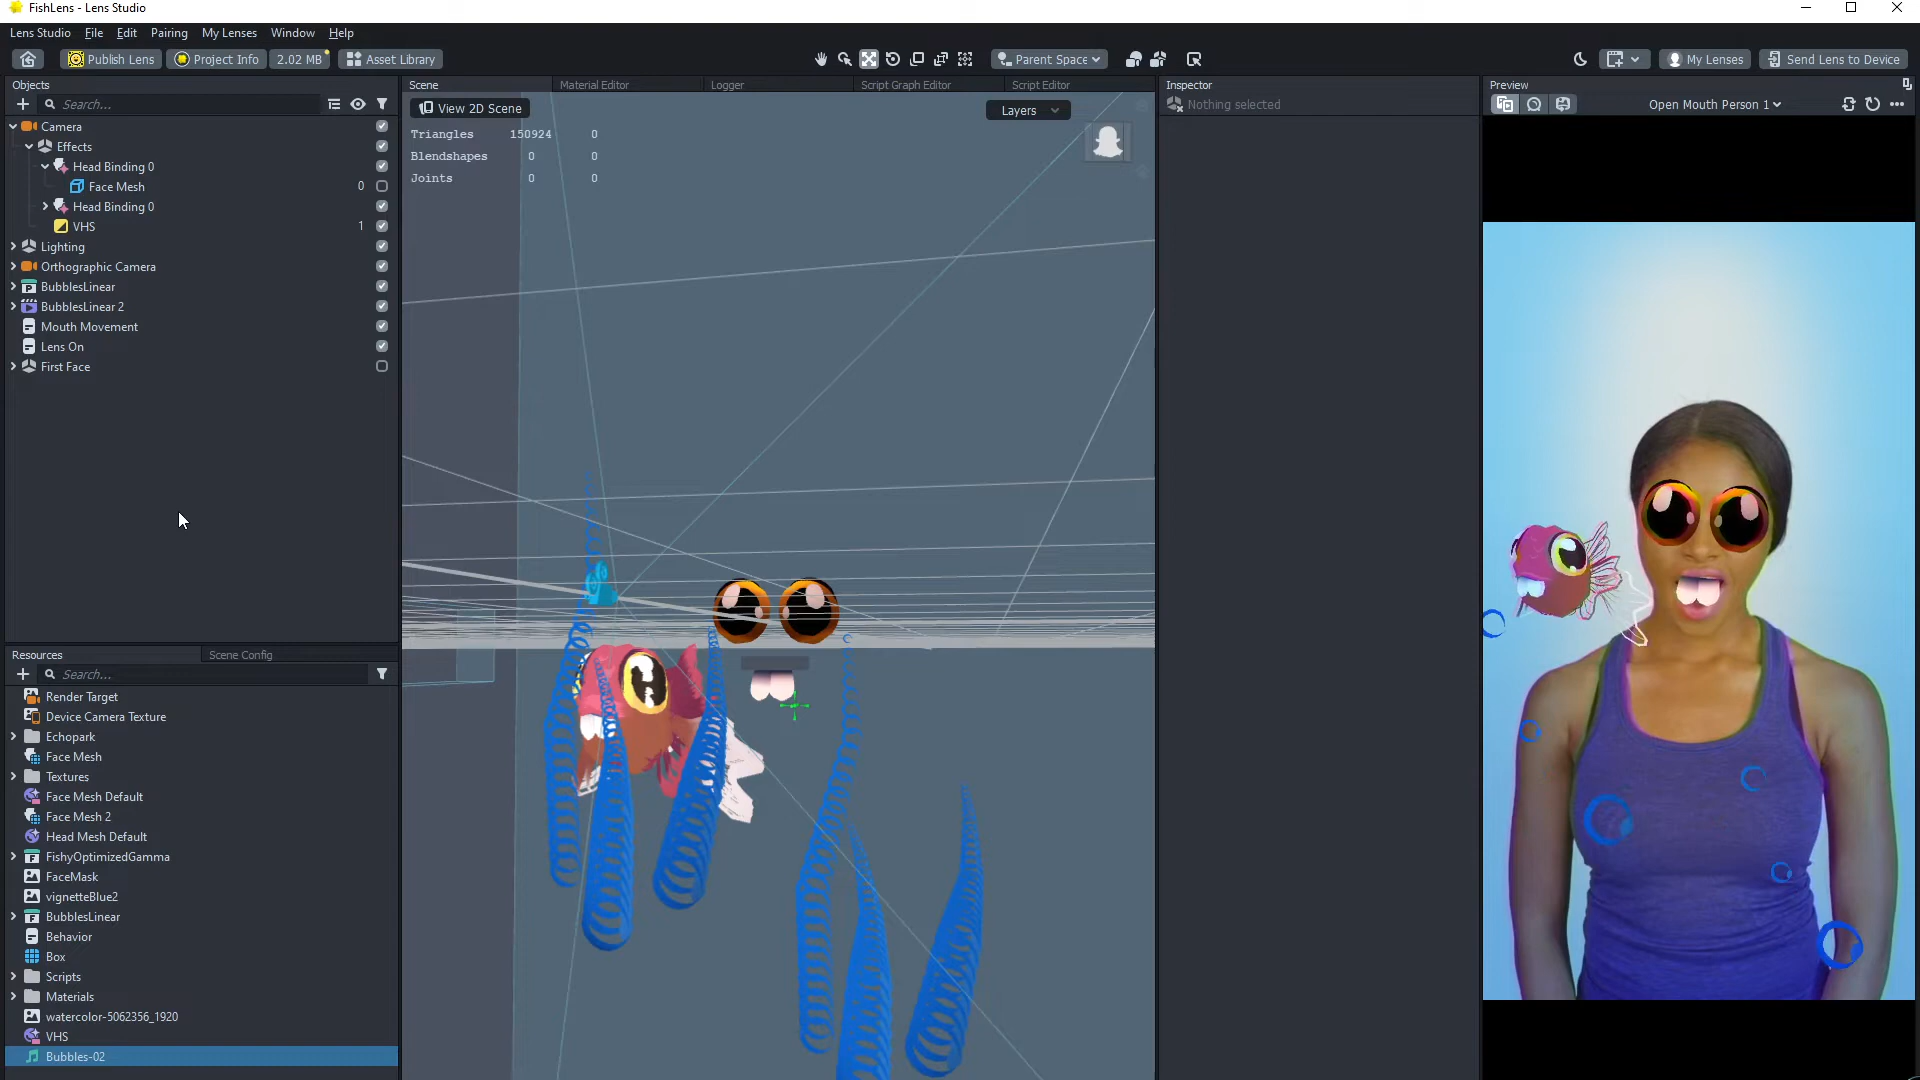 FishLens - Lens Studio
Lens Studio File Edit Pairing My Lenses Window Help
Publish Lens Project Info 2.02 MB Asset Library Parent Space My Lenses Send Lens to Device
Objects
Search...
Camera
Effects
Head Binding 0
Face Mesh 0
Head Binding 0
VHS 1
Lighting
Orthographic Camera
BubblesLinear
BubblesLinear 2
Mouth Movement
Lens On
First Face
Resources Scene Config
Search...
Render Target
Device Camera Texture
Echopark
Face Mesh
Textures
Face Mesh Default
Face Mesh 2
Head Mesh Default
FishyOptimizedGamma
FaceMask
vignetteBlue2
BubblesLinear
Behavior
Box
Scripts
Materials
watercolor-5062356_1920
VHS
Bubbles-02
Scene Material Editor Logger Script Graph Editor Script Editor
View 2D Scene Layers
Triangles 150924 0
Blendshapes 0 0
Joints 0 0
Inspector
Nothing selected
Preview
Open Mouth Person 1